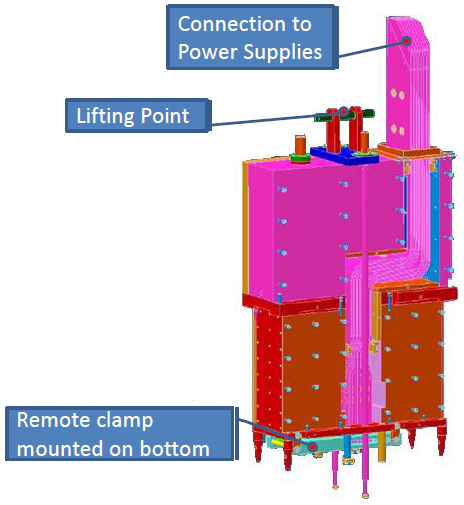 Connection to
Power Supplies
Lifting Point
Remote clamp
mounted on bottom